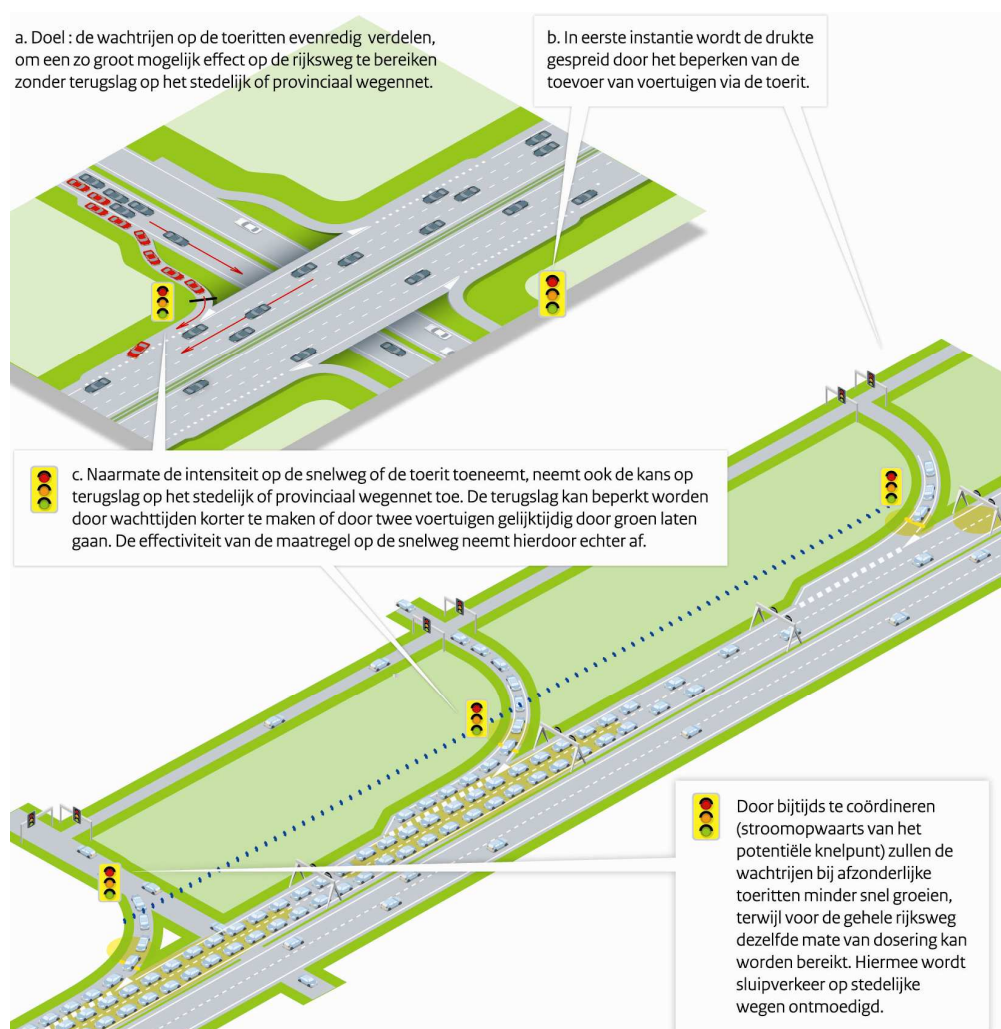 a. Doel : de wachtrijen op de toeritten evenredig verdelen,
om een zo groot mogelijk effect op de rijksweg te bereiken
zonder terugslag op het stedelijk of provinciaal wegennet.
b. In eerste instantie wordt de drukte
gespreid door het beperken van de
toevoer van voertuigen via de toerit.
c. Naarmate de intensiteit op de snelweg of de toerit toeneemt, neemt ook de kans op
terugslag op het stedelijk of provinciaal wegennet toe. De terugslag kan beperkt worden
door wachttijden korter te maken of door twee voertuigen gelijktijdig door groen laten
gaan. De effectiviteit van de maatregel op de snelweg neemt hierdoor echter af.
Door bijtijds te coördineren
(stroomopwaarts van het
potentiële knelpunt) zullen de
wachtrijen bij afzonderlijke
toeritten minder snel groeien,
terwijl voor de gehele rijksweg
dezelfde mate van dosering kan
worden bereikt. Hiermee wordt
sluipverkeer op stedelijke
wegen ontmoedigd.